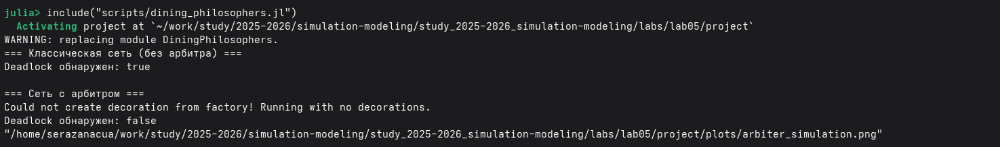 julia> include("scripts/dining_philosophers.jl")
Activating project at `~/work/study/2025-2026/simulation-modeling/study_2025-2026_simulation-modeling/labs/lab05/project`
WARNING: replacing module DiningPhilosophers.
=== Классическая сеть (без арбитра) ===
Deadlock обнаружен: true
=== Сеть с арбитром ===
Could not create decoration from factory! Running with no decorations.
Deadlock обнаружен: false
"/home/serazanacua/work/study/2025-2026/simulation-modeling/study_2025-2026_simulation-modeling/labs/lab05/project/plots/arbiter_simulation.png"